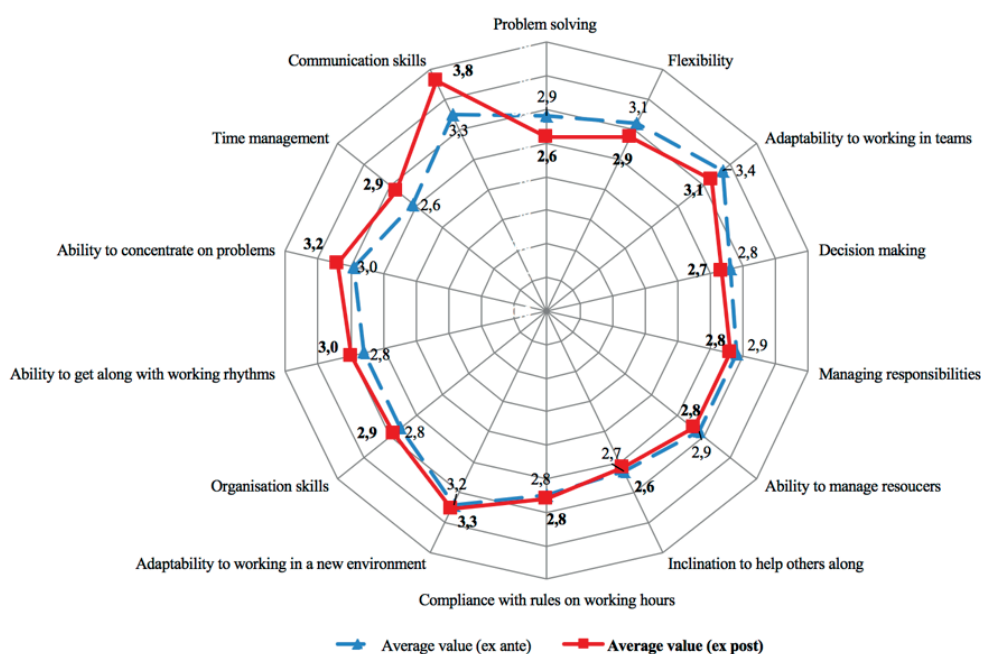 Problem solving
Communication skills
3,8
Flexibility
2,9
3,1
3,3
Time management
Adaptability to working in teams
2,6
2,9
2,9
3,4
3,1
2,6
Ability to concentrate on problems
3,2
3,0
2,8
Decision making
2,7
3,0
2,8
2,8
2,9
Ability to get along with working rhythms
Managing responsibilities
2,9
2,8
2,8
2,9
2,7
Organisation skills
3,2
2,8
2,6
Ability to manage resoucers
3,3
2,8
Adaptability to working in a new environment
Inclination to help others along
Compliance with rules on working hours
Average value (ex ante)
Average value (ex post)